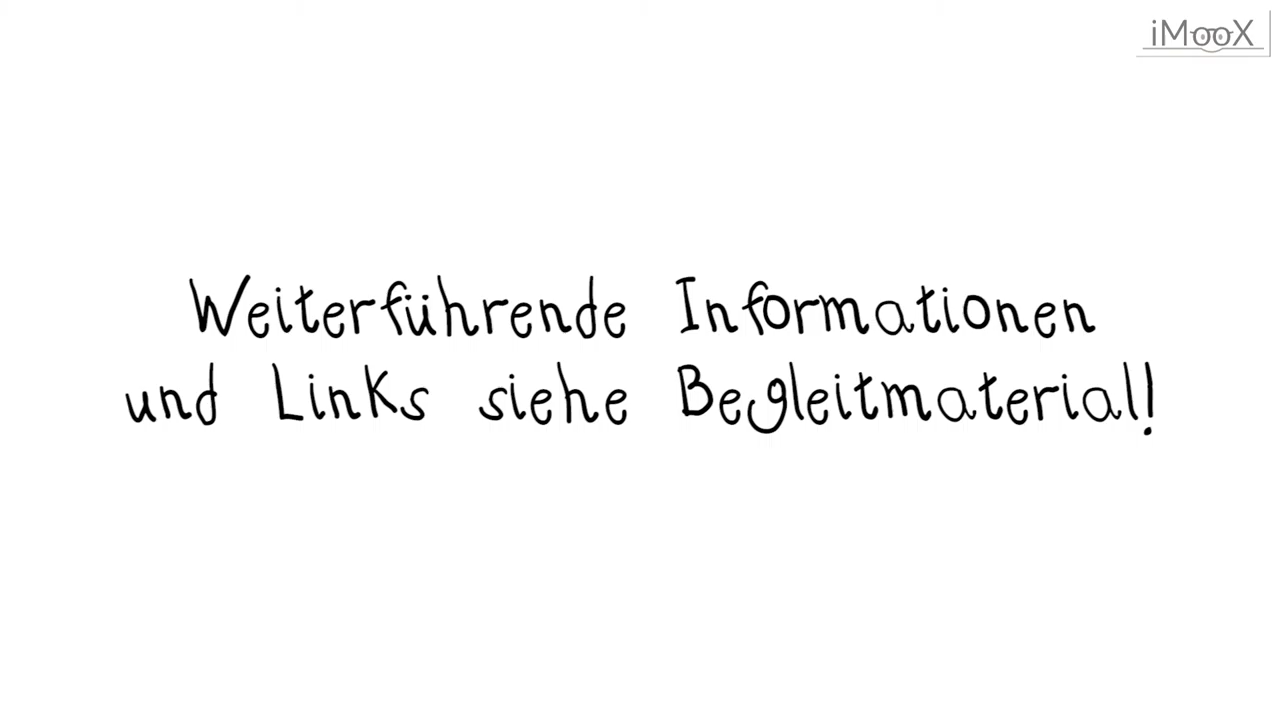 iMooX
Weiterführende Informationen
und Links siehe Begleitmaterial!